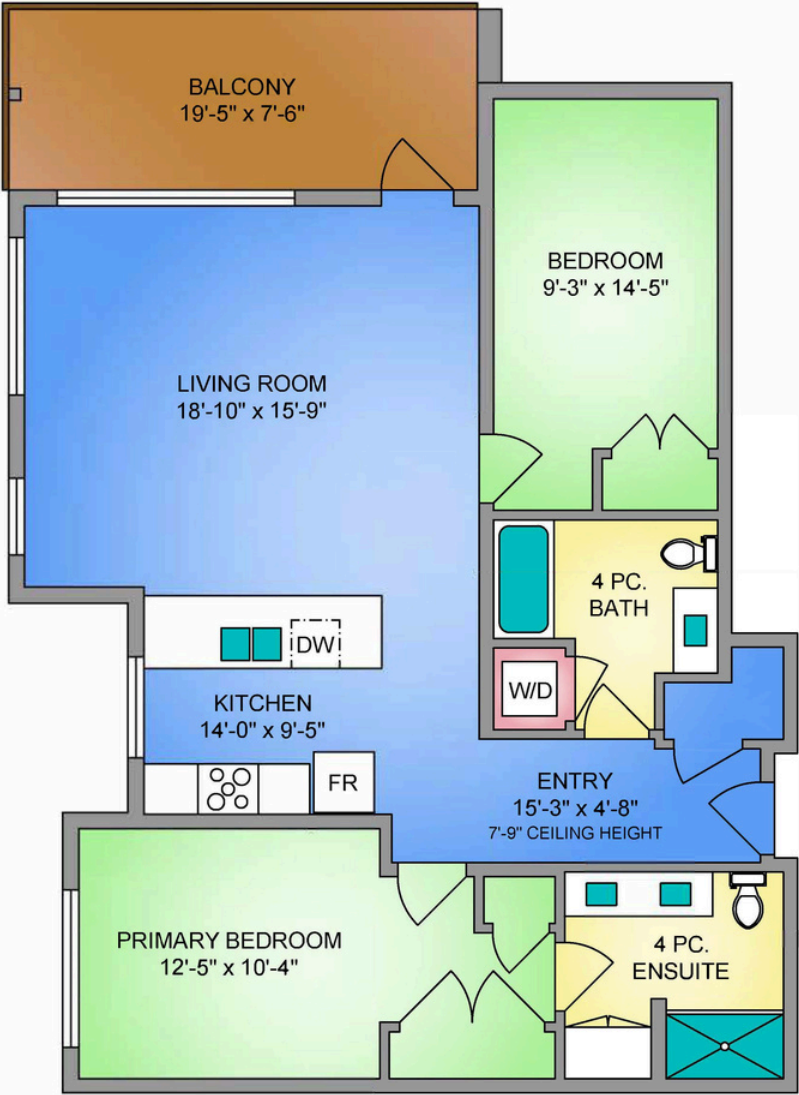 BALCONY
19'-5" x 7'-6"
BEDROOM
9'-3" x 14'-5"
LIVING ROOM
18'-10" x 15'-9"
4 PC.
BATH
DW
W/D
KITCHEN
14'-0" x 9'-5"
FR
ENTRY
15'-3" x 4'-8"
7'-9" CEILING HEIGHT
PRIMARY BEDROOM
12'-5" x 10'-4"
4 PC.
ENSUITE